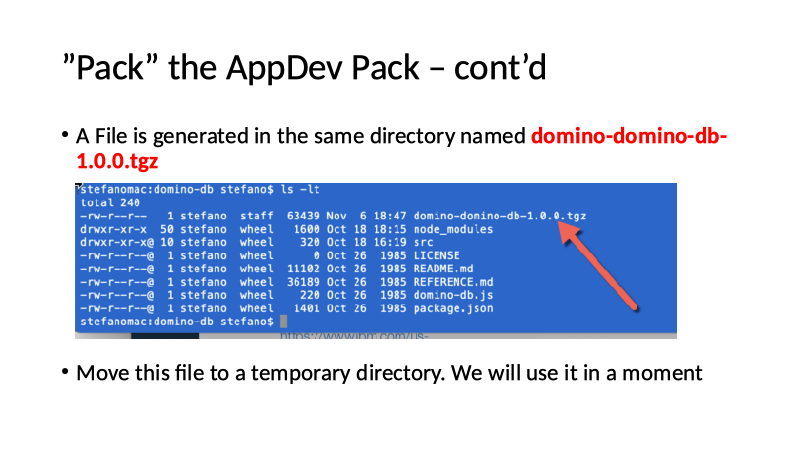 ”Pack” the AppDev Pack – cont’d
• A File is generated in the same directory named domino-domino-db-
1.0.0.tgz
stefanomac:domino-db stefano$ ls -lt
total 240
-rw-r--r--   1 stefano  staff  63439 Nov  6 18:47 domino-domino-db-1.0.0.tgz
drwxr-xr-x  50 stefano  wheel   1600 Oct 18 18:15 node_modules
drwxr-xr-x@ 10 stefano  wheel    320 Oct 18 16:19 src
-rw-r--r--@  1 stefano  wheel      0 Oct 26  1985 LICENSE
-rw-r--r--@  1 stefano  wheel  11102 Oct 26  1985 README.md
-rw-r--r--@  1 stefano  wheel  36189 Oct 26  1985 REFERENCE.md
-rw-r--r--@  1 stefano  wheel    220 Oct 26  1985 domino-db.js
-rw-r--r--@  1 stefano  wheel   1401 Oct 26  1985 package.json
stefanomac:domino-db stefano$
https://www.ibm.com/us-
• Move this file to a temporary directory. We will use it in a moment